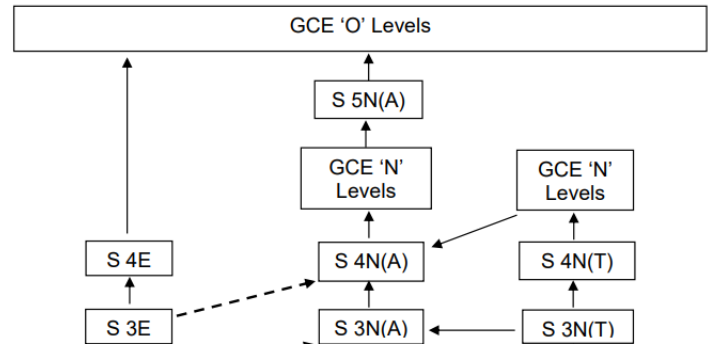 GCE ‘O’ Levels
S 5N(A)
GCE ‘N’
Levels
GCE ‘N’
Levels
S 4E
S 4N(A)
S 4N(T)
S 3E
S 3N(A)
S 3N(T)